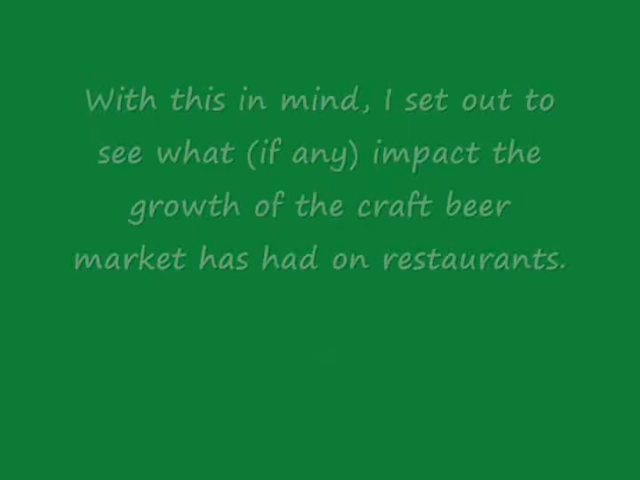 With this in mind, I set out to
see what (if any) impact the
growth of the craft beer
market has had on restaurants.